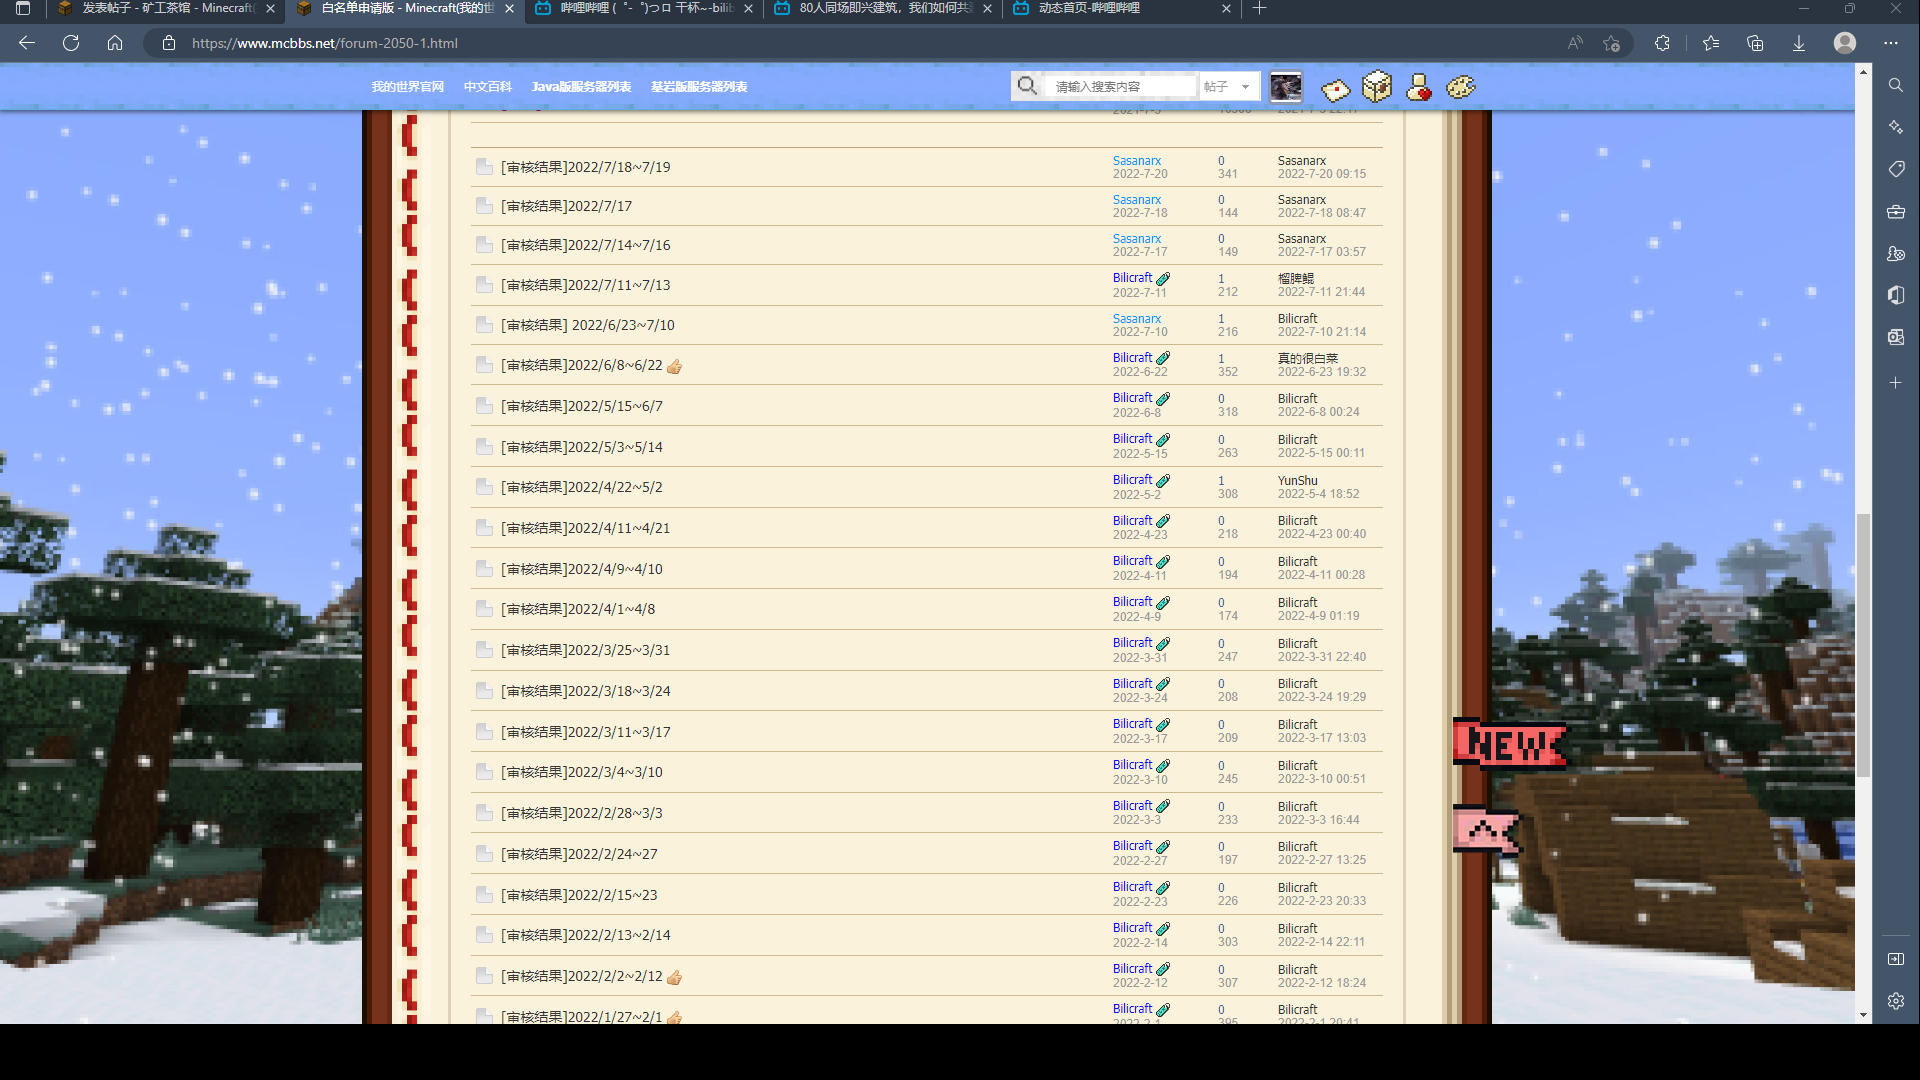 发表帖子 - 矿工茶馆 - Minecraft(
白名单申请版 - Minecraft(我的世
哔哩哔哩 (゜-゜)つロ 干杯~-bilib
80人同场即兴建筑，我们如何共建
动态首页-哔哩哔哩
https://www.mcbbs.net/forum-2050-1.html
我的世界官网 中文百科 Java版服务器列表 基岩版服务器列表 请输入搜索内容 帖子
[审核结果]2022/7/18~7/19 Sasanarx 0 Sasanarx
2022-7-20 341 2022-7-20 09:15
[审核结果]2022/7/17 Sasanarx 0 Sasanarx
2022-7-18 144 2022-7-18 08:47
[审核结果]2022/7/14~7/16 Sasanarx 0 Sasanarx
2022-7-17 149 2022-7-17 03:57
[审核结果]2022/7/11~7/13 Bilicraft 1 榴脾鲲
2022-7-11 212 2022-7-11 21:44
[审核结果] 2022/6/23~7/10 Sasanarx 1 Bilicraft
2022-7-10 216 2022-7-10 21:14
[审核结果]2022/6/8~6/22 Bilicraft 1 真的很白菜
2022-6-22 352 2022-6-23 19:32
[审核结果]2022/5/15~6/7 Bilicraft 0 Bilicraft
2022-6-8 318 2022-6-8 00:24
[审核结果]2022/5/3~5/14 Bilicraft 0 Bilicraft
2022-5-15 263 2022-5-15 00:11
[审核结果]2022/4/22~5/2 Bilicraft 1 YunShu
2022-5-2 308 2022-5-4 18:52
[审核结果]2022/4/11~4/21 Bilicraft 0 Bilicraft
2022-4-23 218 2022-4-23 00:40
[审核结果]2022/4/9~4/10 Bilicraft 0 Bilicraft
2022-4-11 194 2022-4-11 00:28
[审核结果]2022/4/1~4/8 Bilicraft 0 Bilicraft
2022-4-9 174 2022-4-9 01:19
[审核结果]2022/3/25~3/31 Bilicraft 0 Bilicraft
2022-3-31 247 2022-3-31 22:40
[审核结果]2022/3/18~3/24 Bilicraft 0 Bilicraft
2022-3-24 208 2022-3-24 19:29
[审核结果]2022/3/11~3/17 Bilicraft 0 Bilicraft
2022-3-17 209 2022-3-17 13:03
[审核结果]2022/3/4~3/10 Bilicraft 0 Bilicraft
2022-3-10 245 2022-3-10 00:51
[审核结果]2022/2/28~3/3 Bilicraft 0 Bilicraft
2022-3-3 233 2022-3-3 16:44
[审核结果]2022/2/24~27 Bilicraft 0 Bilicraft
2022-2-27 197 2022-2-27 13:25
[审核结果]2022/2/15~23 Bilicraft 0 Bilicraft
2022-2-23 226 2022-2-23 20:33
[审核结果]2022/2/13~2/14 Bilicraft 0 Bilicraft
2022-2-14 303 2022-2-14 22:11
[审核结果]2022/2/2~2/12 Bilicraft 0 Bilicraft
2022-2-12 307 2022-2-12 18:24
[审核结果]2022/1/27~2/1 Bilicraft 0 Bilicraft
NEW